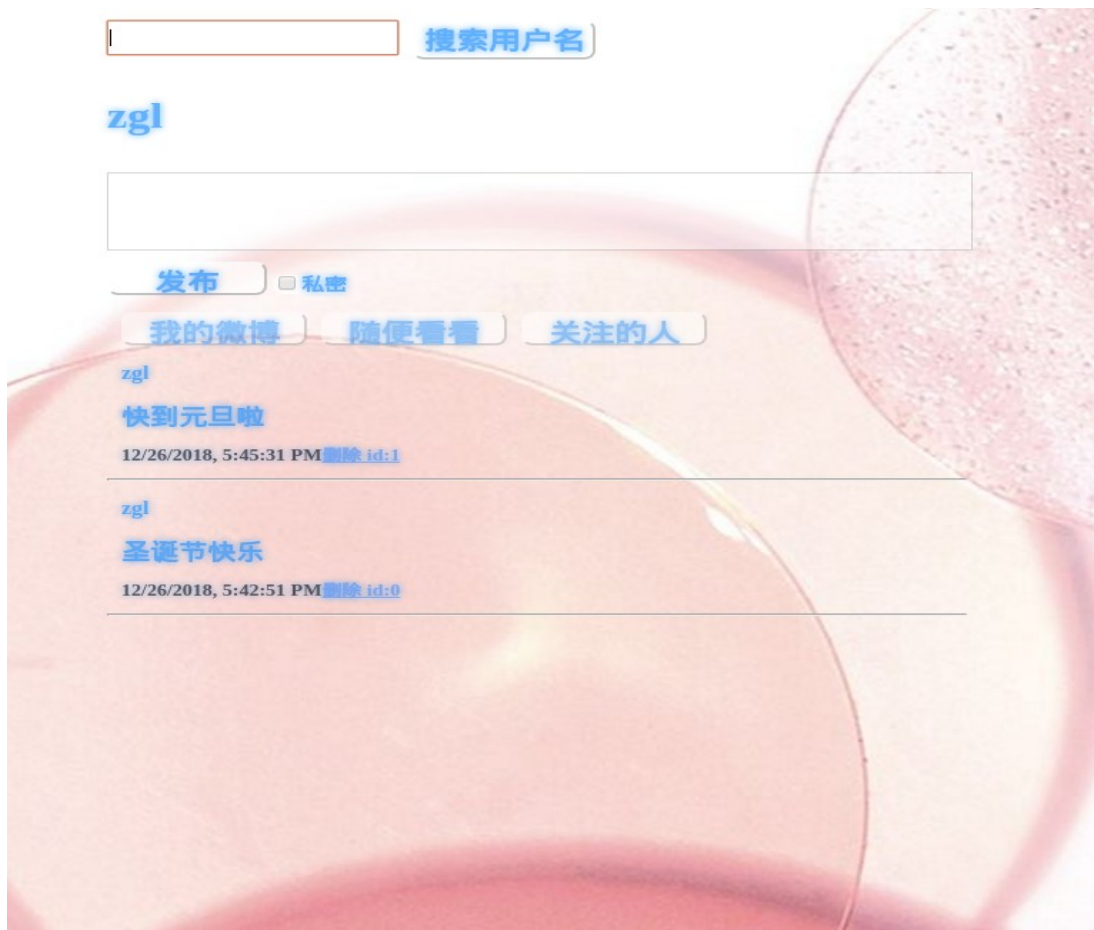 搜索用户名
zgl
发布 私密
我的微博 随便看看 关注的人
zgl
快到元旦啦
12/26/2018, 5:45:31 PM删除 id:1
zgl
圣诞节快乐
12/26/2018, 5:42:51 PM删除 id:0